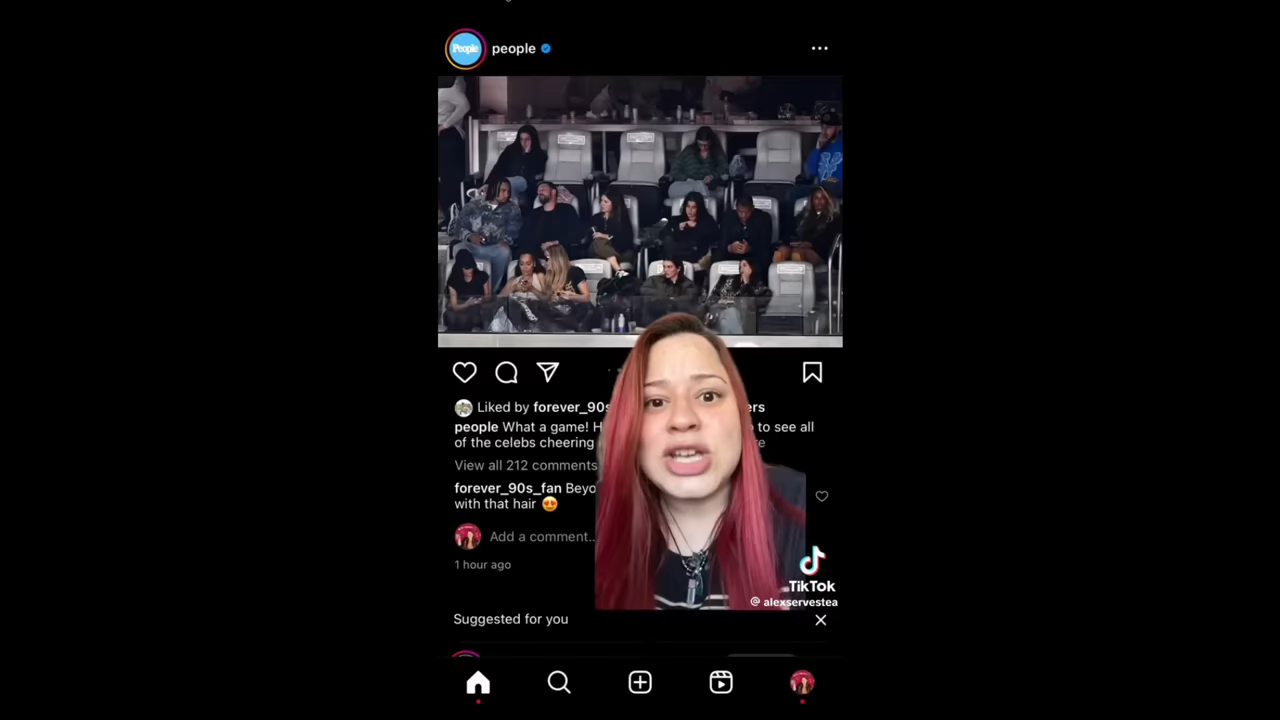 People
people
Liked by forever_90s
ers
people What a game! H
to see all
of the celebs cheering
View all 212 comments
forever_90s_fan Beyo
with that hair 😍
Add a comment...
1 hour ago
TikTok
@ alexservestea
Suggested for you